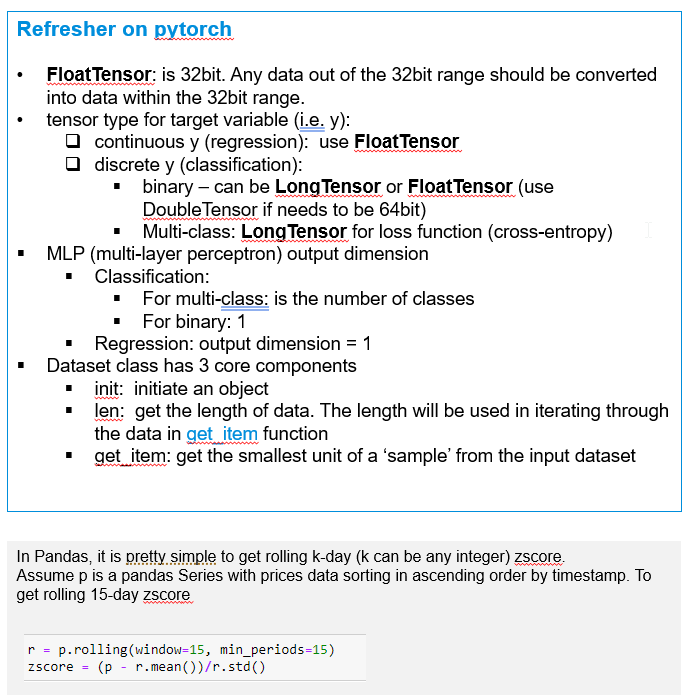 Refresher on pytorch
• FloatTensor: is 32bit. Any data out of the 32bit range should be converted
into data within the 32bit range.
• tensor type for target variable (i.e. y):
❑ continuous y (regression): use FloatTensor
❑ discrete y (classification):
▪ binary – can be LongTensor or FloatTensor (use
DoubleTensor if needs to be 64bit)
▪ Multi-class: LongTensor for loss function (cross-entropy)
▪ MLP (multi-layer perceptron) output dimension
▪ Classification:
▪ For multi-class: is the number of classes
▪ For binary: 1
▪ Regression: output dimension = 1
▪ Dataset class has 3 core components
▪ init: initiate an object
▪ len: get the length of data. The length will be used in iterating through
the data in get_item function
▪ get_item: get the smallest unit of a ‘sample’ from the input dataset
In Pandas, it is pretty simple to get rolling k-day (k can be any integer) zscore.
Assume p is a pandas Series with prices data sorting in ascending order by timestamp. To
get rolling 15-day zscore
r = p.rolling(window=15, min_periods=15)
zscore = (p - r.mean())/r.std()